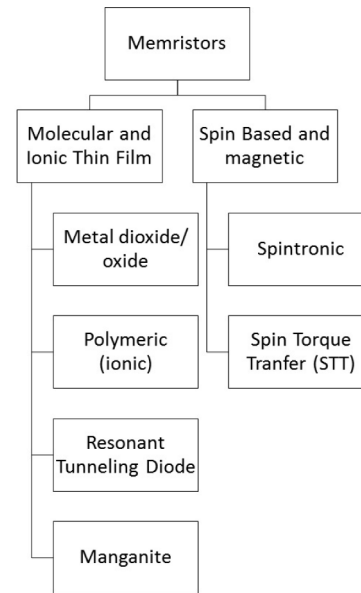 Memristors
Molecular and
Ionic Thin Film
Spin Based and
magnetic
Metal dioxide/
oxide
Polymeric
(ionic)
Resonant
Tunneling Diode
Manganite
Spintronic
Spin Torque
Tranfer (STT)